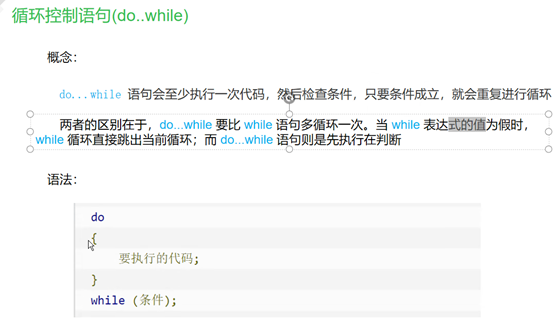 循环控制语句(do..while)
概念：
do...while 语句会至少执行一次代码，然后检查条件，只要条件成立，就会重复进行循环
两者的区别在于，do...while 要比 while 语句多循环一次。当 while 表达式的值为假时，
while 循环直接跳出当前循环；而 do...while 语句则是先执行在判断
语法：
do
{
要执行的代码;
}
while (条件);